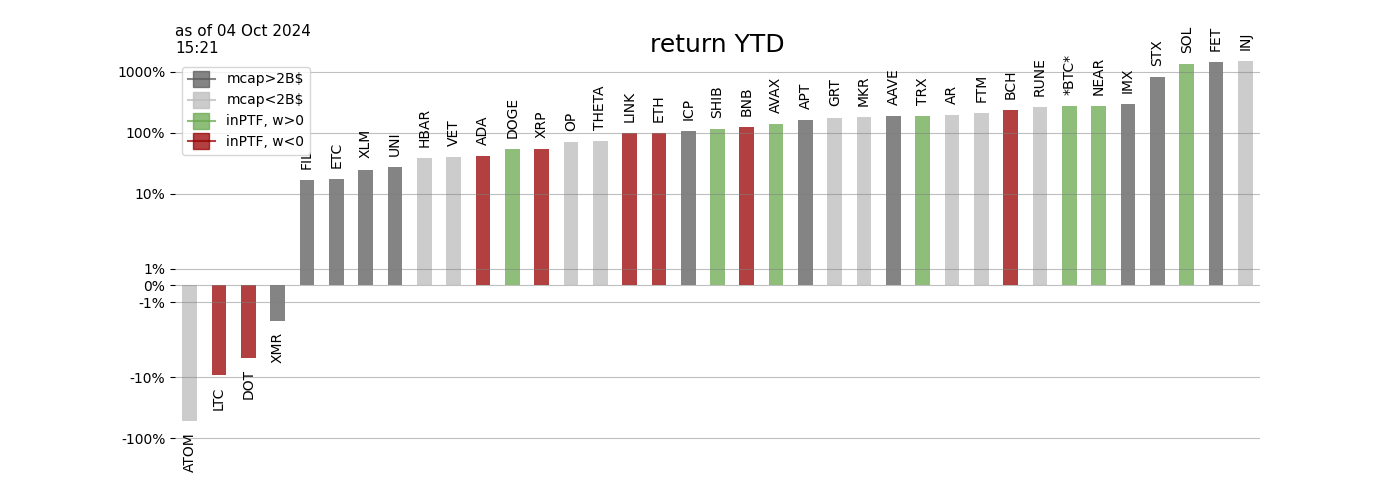 as of 04 Oct 2024
15:21
return YTD
mcap>2B$
mcap<2B$
inPTF, w>0
inPTF, w<0
1000%
100%
10%
1%
0%
-1%
-10%
-100%
ATOM
LTC
DOT
XMR
FIL
ETC
XLM
UNI
HBAR
VET
ADA
DOGE
XRP
OP
THETA
LINK
ETH
ICP
SHIB
BNB
AVAX
APT
GRT
MKR
AAVE
TRX
AR
FTM
BCH
RUNE
*BTC*
NEAR
IMX
STX
SOL
FET
INJ